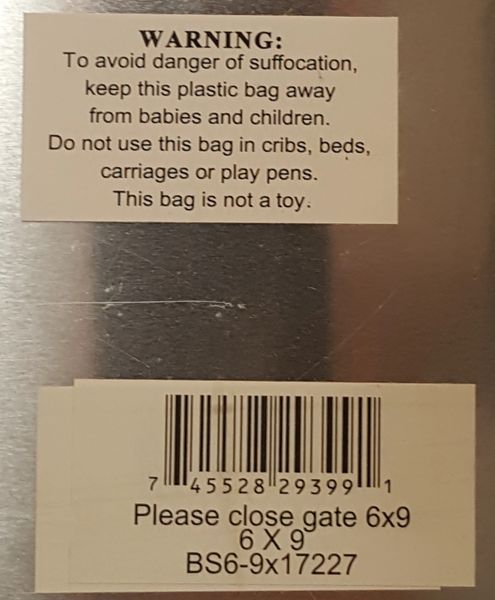 WARNING:
To avoid danger of suffocation,
keep this plastic bag away
from babies and children.
Do not use this bag in cribs, beds,
carriages or play pens.
This bag is not a toy.
7 45528 29399 1
Please close gate 6x9
6 X 9
BS6-9x17227